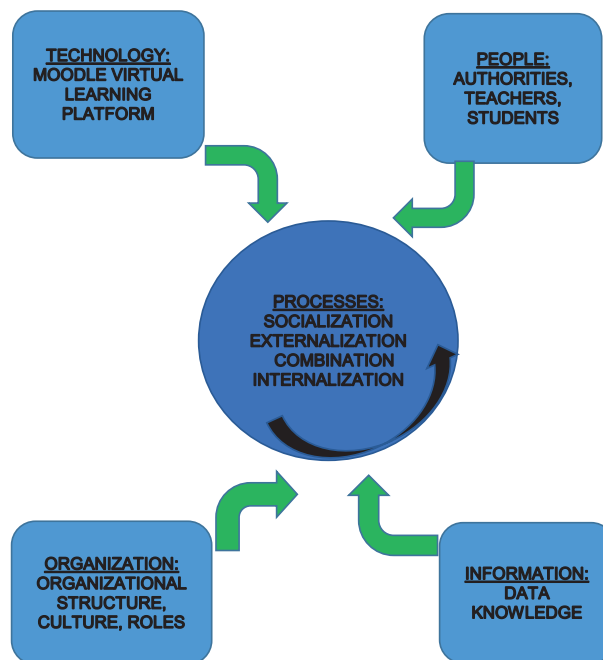 TECHNOLOGY:
MOODLE VIRTUAL
LEARNING
PLATFORM
PEOPLE:
AUTHORITIES,
TEACHERS,
STUDENTS
PROCESSES:
SOCIALIZATION
EXTERNALIZATION
COMBINATION
INTERNALIZATION
ORGANIZATION:
ORGANIZATIONAL
STRUCTURE,
CULTURE, ROLES
INFORMATION:
DATA
KNOWLEDGE